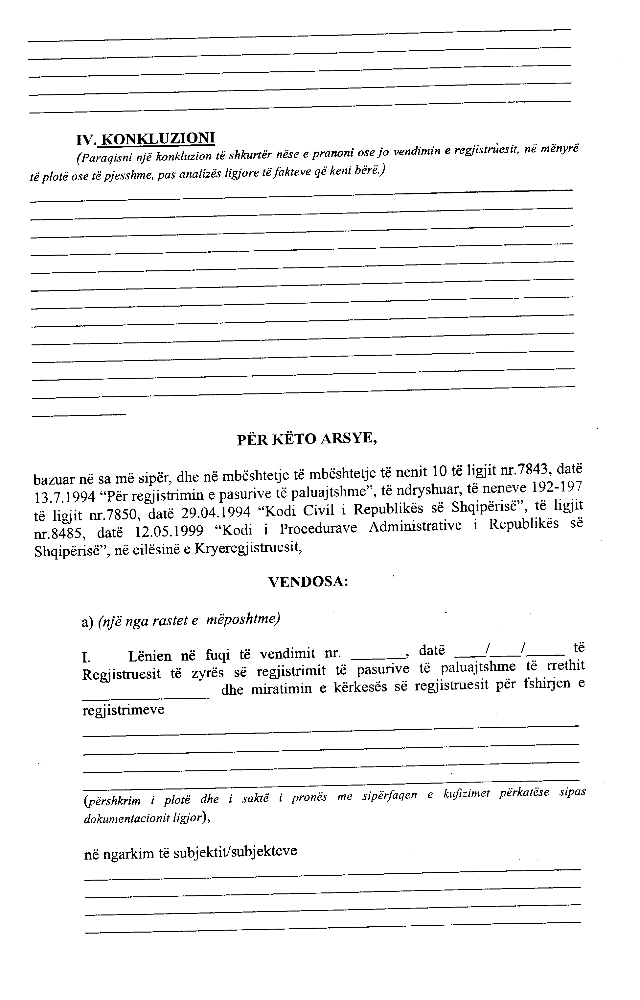 IV. KONKLUZIONI
(Paraqisni një konkluzion të shkurtër nëse e pranoni ose jo vendimin e regjistruesit, në mënyrë
të plotë ose të pjesshme, pas analizës ligjore të fakteve që keni bërë.)
PËR KËTO ARSYE,
bazuar në sa më sipër, dhe në mbështetje të mbështetje të nenit 10 të ligjit nr.7843, datë
13.7.1994 “Për regjistrimin e pasurive të paluajtshme”, të ndryshuar, të neneve 192-197
të ligjit nr.7850, datë 29.04.1994 “Kodi Civil i Republikës së Shqipërisë”, të ligjit
nr.8485, datë 12.05.1999 “Kodi i Procedurave Administrative i Republikës së
Shqipërisë”, në cilësinë e Kryeregjistruesit,
VENDOSA:
a) (një nga rastet e mëposhtme)
I. Lënien në fuqi të vendimit nr. _______, datë ____/____/_____ të
Regjistruesit të zyrës së regjistrimit të pasurive të paluajtshme të rrethit
_________________ dhe miratimin e kërkesës së regjistruesit për fshirjen e
regjistrimeve
(përshkrim i plotë dhe i saktë i pronës me sipërfaqen e kufizimet përkatëse sipas
dokumentacionit ligjor),
në ngarkim të subjektit/subjekteve